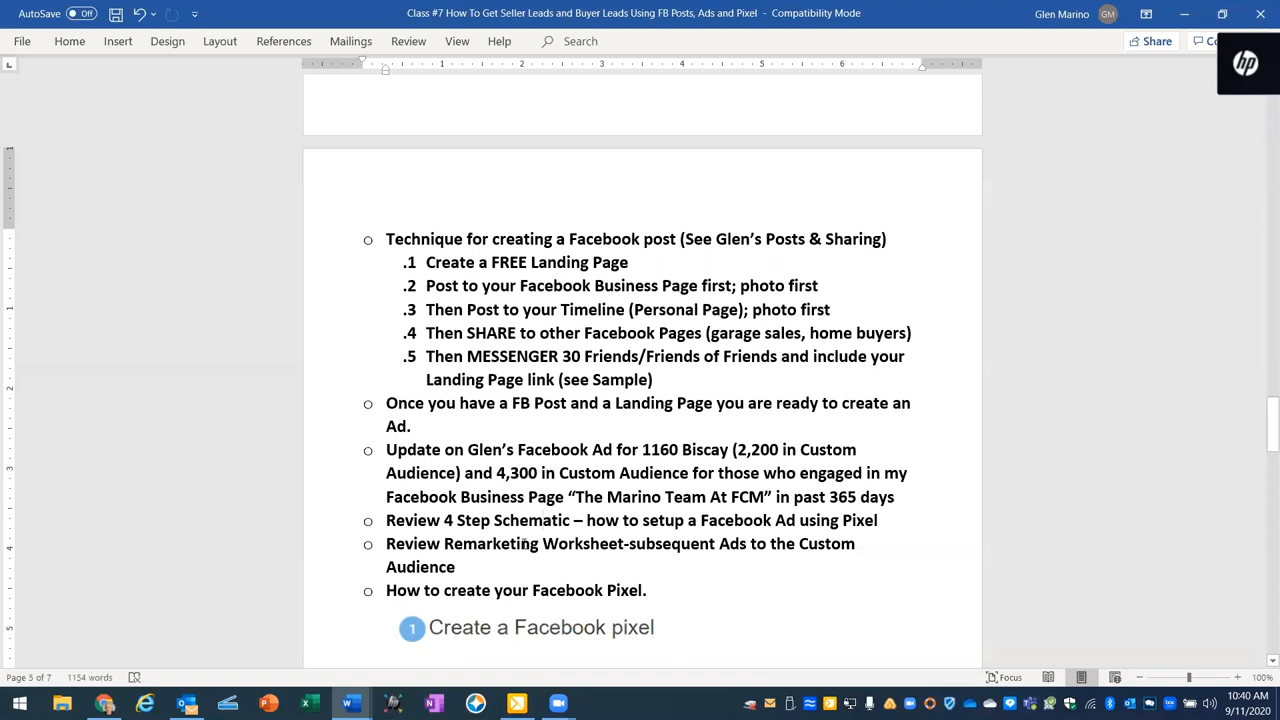 AutoSave Off
Class #7 How To Get Seller Leads and Buyer Leads Using FB Posts, Ads and Pixel - Compatibility Mode
Glen Marino GM
File Home Insert Design Layout References Mailings Review View Help Search Share Co
hp
1 2 3 4 5 6
Technique for creating a Facebook post (See Glen's Posts & Sharing)
.1 Create a FREE Landing Page
.2 Post to your Facebook Business Page first; photo first
.3 Then Post to your Timeline (Personal Page); photo first
.4 Then SHARE to other Facebook Pages (garage sales, home buyers)
.5 Then MESSENGER 30 Friends/Friends of Friends and include your
Landing Page link (see Sample)
o Once you have a FB Post and a Landing Page you are ready to create an
Ad.
o Update on Glen's Facebook Ad for 1160 Biscay (2,200 in Custom
Audience) and 4,300 in Custom Audience for those who engaged in my
Facebook Business Page “The Marino Team At FCM” in past 365 days
o Review 4 Step Schematic – how to setup a Facebook Ad using Pixel
o Review Remarketing Worksheet-subsequent Ads to the Custom
Audience
o How to create your Facebook Pixel.
1 Create a Facebook pixel
Page 5 of 7 1154 words Focus 100%
10:40 AM
9/11/2020